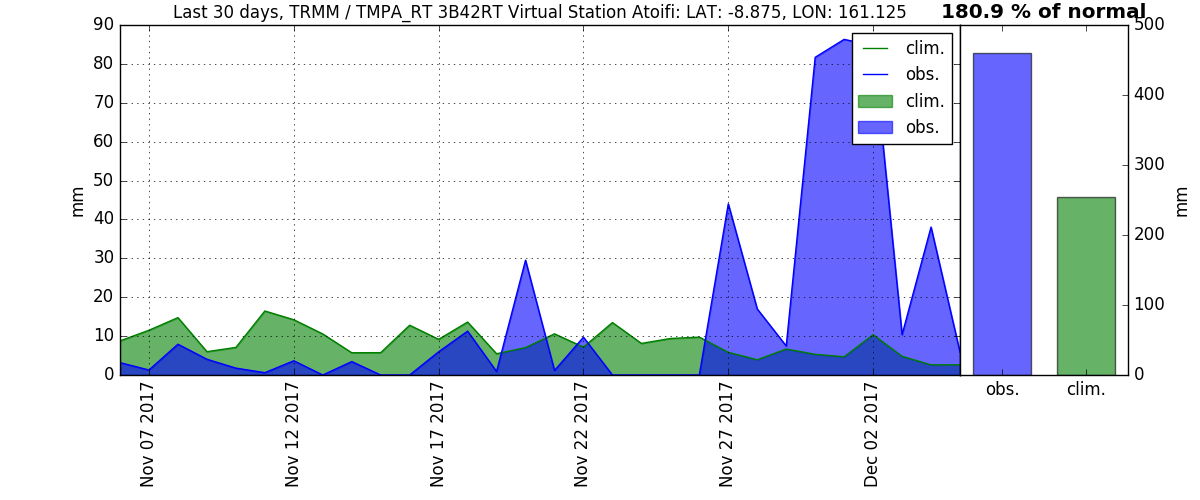 Last 30 days, TRMM / TMPA_RT 3B42RT Virtual Station Atoifi: LAT: -8.875, LON: 161.125
180.9 % of normal
90
80
70
60
50
40
30
20
10
0
mm
clim.
obs.
clim.
obs.
500
400
300
200
100
0
mm
obs.
clim.
Nov 07 2017
Nov 12 2017
Nov 17 2017
Nov 22 2017
Nov 27 2017
Dec 02 2017